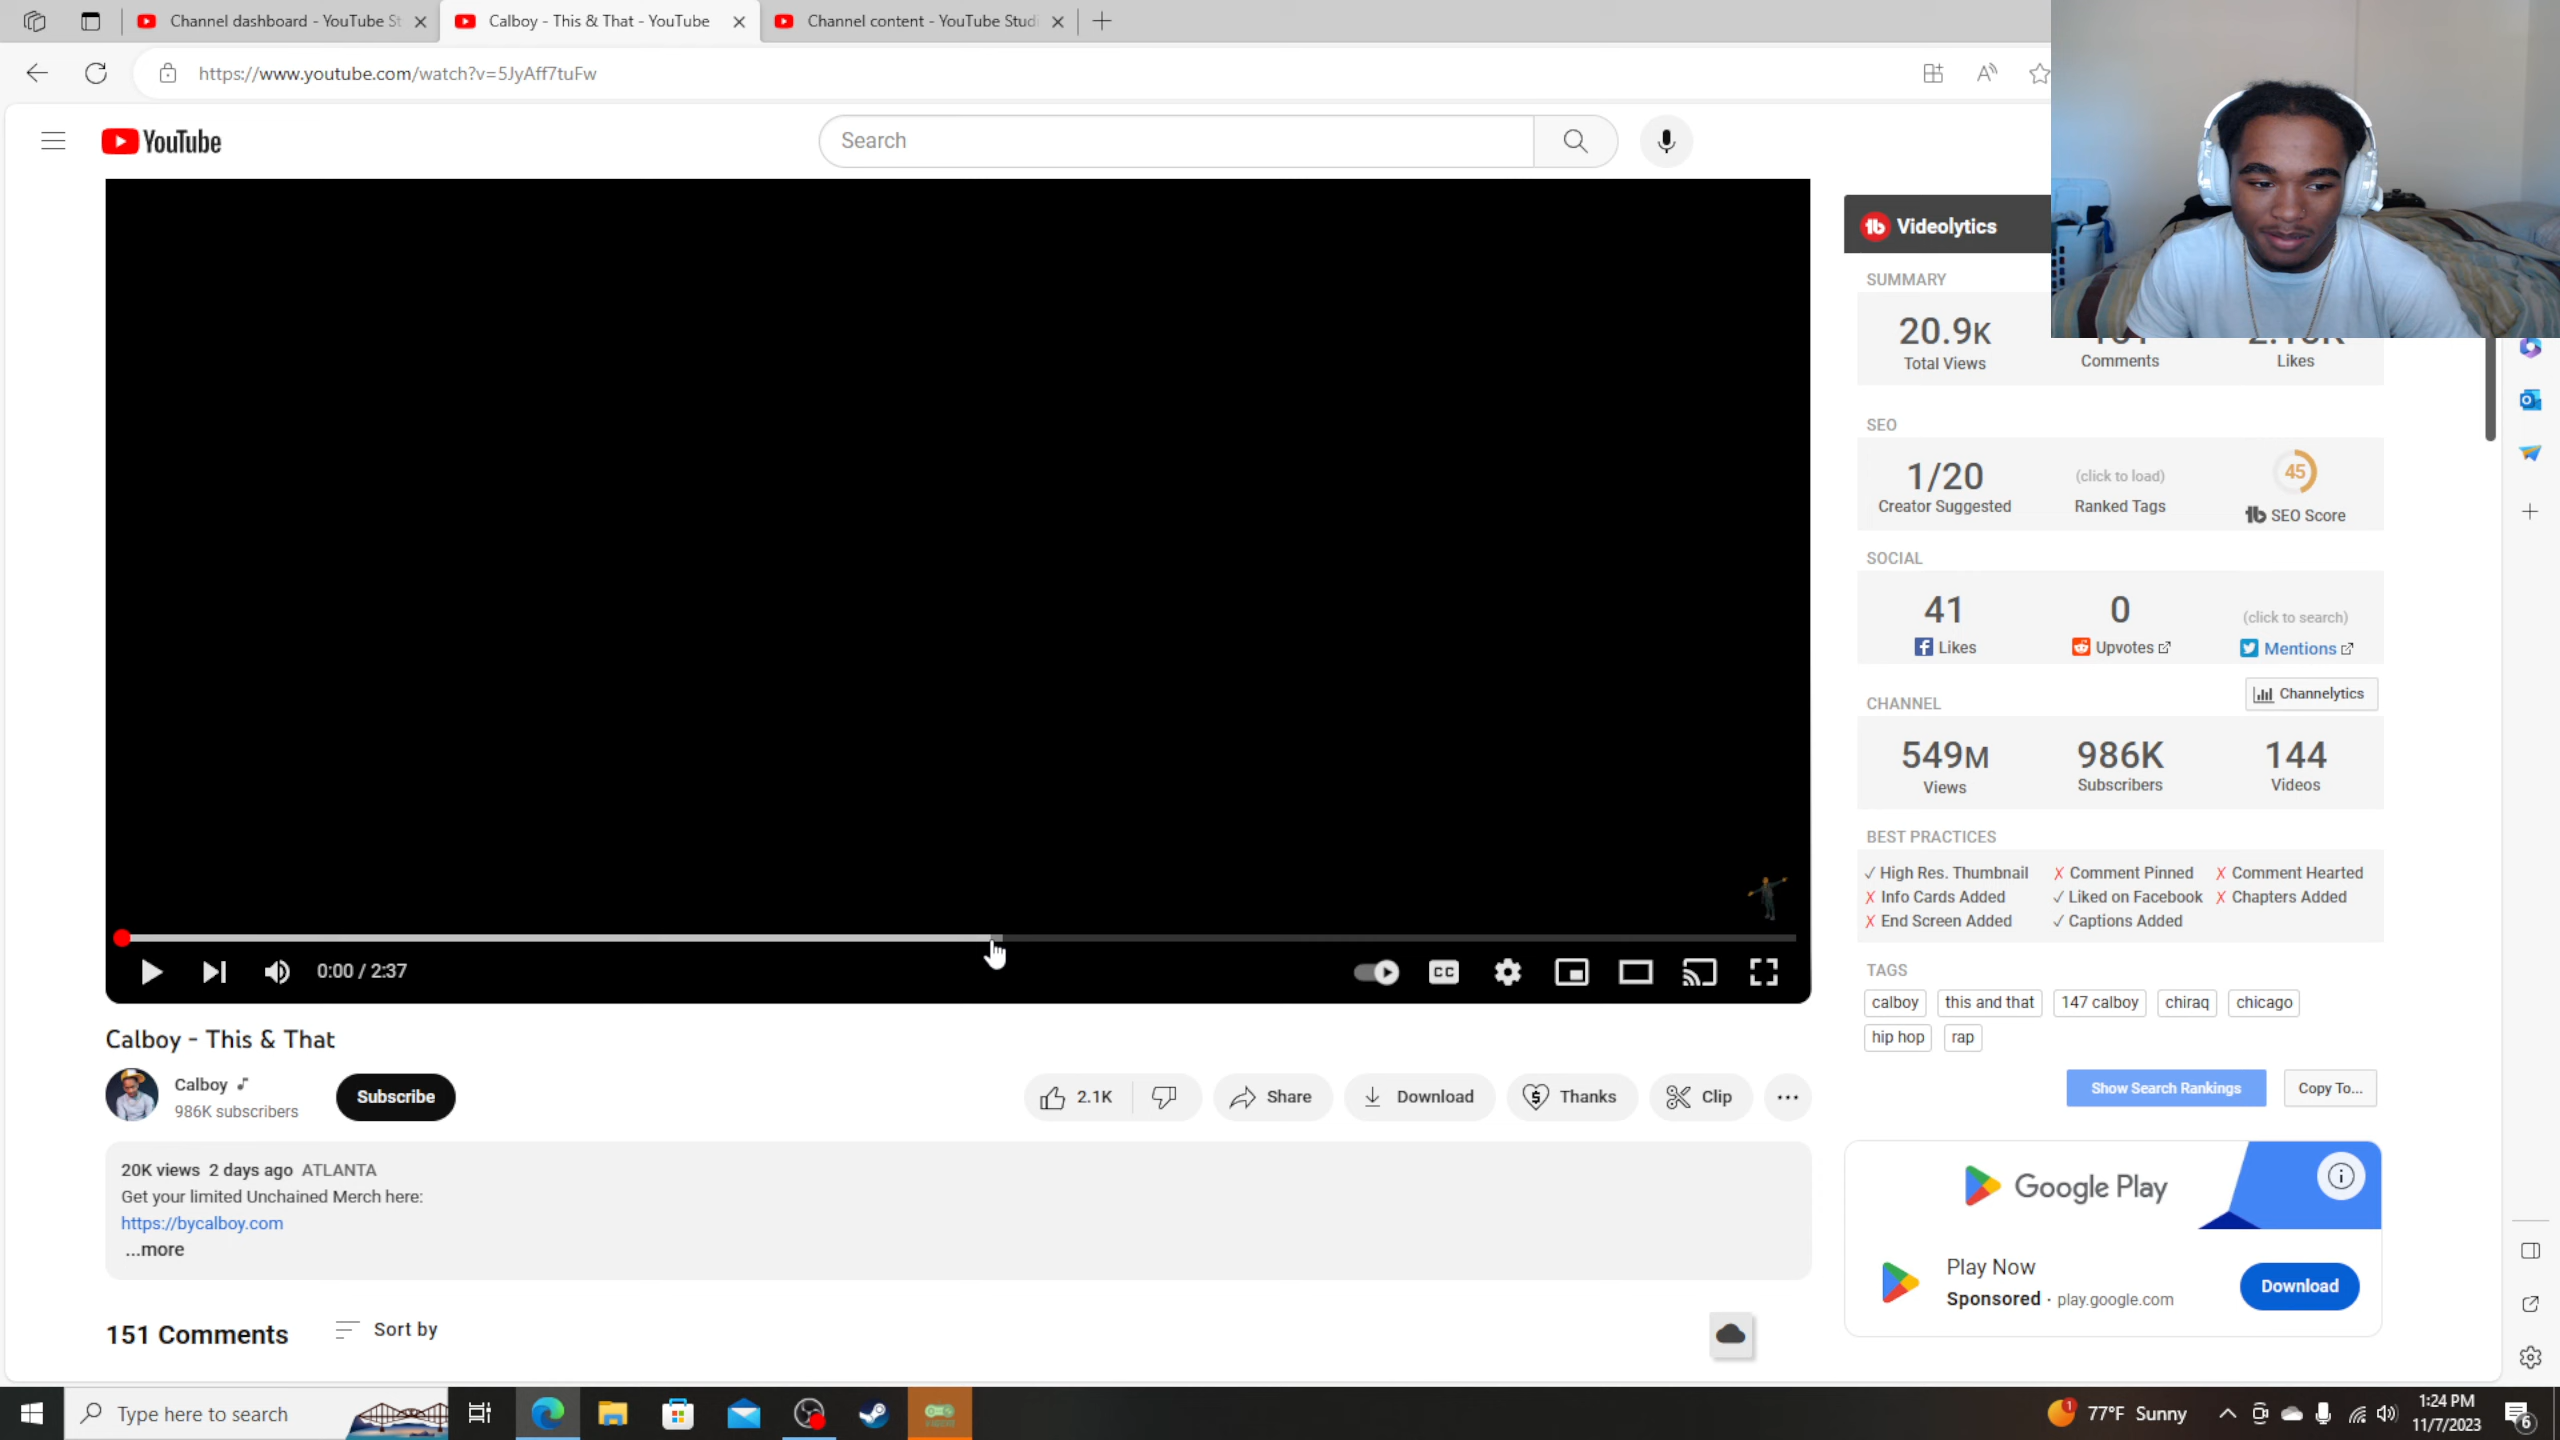 Channel dashboard - YouTube St
Calboy - This & That - YouTube
Channel content - YouTube Studi
https://www.youtube.com/watch?v=5JyAff7tuFw
YouTube
Search
Videolytics
SUMMARY
20.9K
Total Views
Comments
Likes
SEO
1/20
Creator Suggested
(click to load)
Ranked Tags
45
SEO Score
SOCIAL
41
Likes
0
Upvotes
(click to search)
Mentions
Channelytics
CHANNEL
549M
Views
986K
Subscribers
144
Videos
BEST PRACTICES
✓ High Res. Thumbnail ✗ Comment Pinned ✗ Comment Hearted
✗ Info Cards Added ✓ Liked on Facebook ✗ Chapters Added
✗ End Screen Added ✓ Captions Added
TAGS
calboy this and that 147 calboy chiraq chicago
hip hop rap
Show Search Rankings Copy To...
0:00 / 2:37
CC
Calboy - This & That
Calboy
986K subscribers
Subscribe
2.1K
Share
Download
Thanks
Clip
20K views 2 days ago ATLANTA
Get your limited Unchained Merch here:
https://bycalboy.com
...more
151 Comments
Sort by
Google Play
Play Now
Sponsored · play.google.com
Download
Type here to search
1
77°F Sunny
1:24 PM
11/7/2023
6